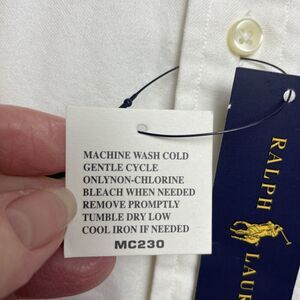 MACHINE WASH COLD
GENTLE CYCLE
ONLYNON-CHLORINE
BLEACH WHEN NEEDED
REMOVE PROMPTLY
TUMBLE DRY LOW
COOL IRON IF NEEDED
MC230
RALPH LAUR